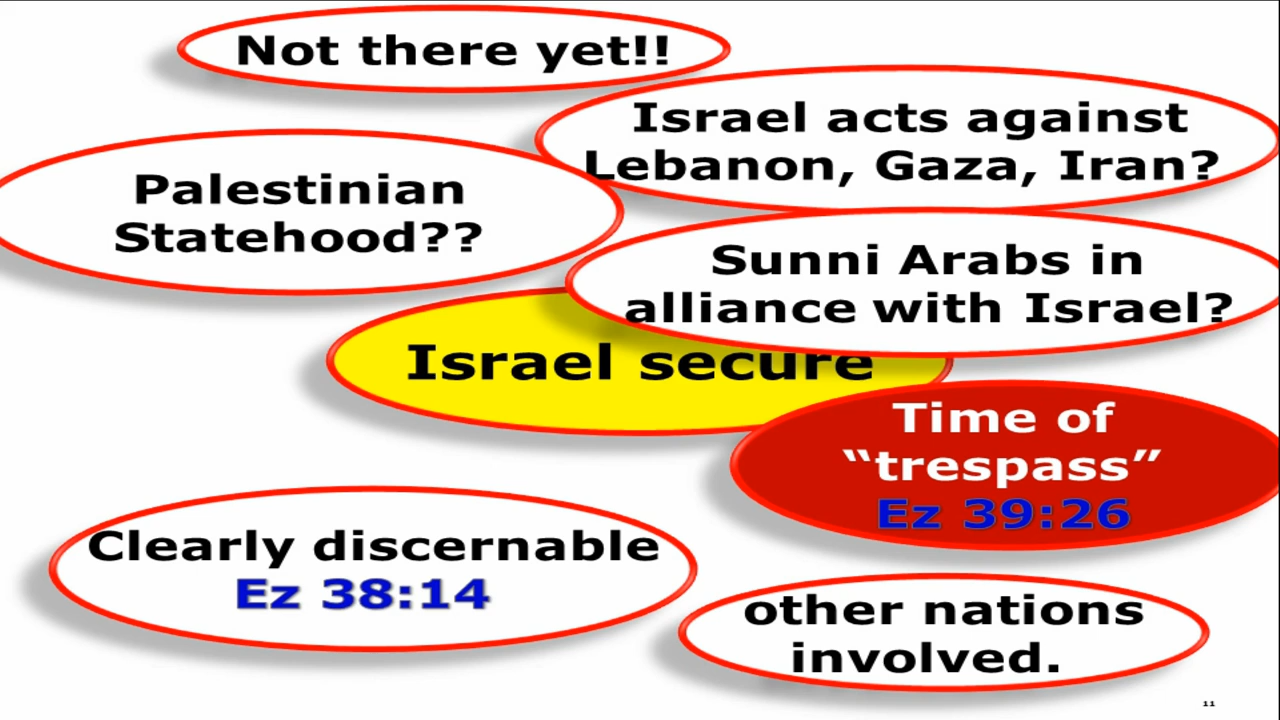 Not there yet!!
Israel acts against
Lebanon, Gaza, Iran?
Palestinian
Statehood??
Sunni Arabs in
alliance with Israel?
Israel secure
Time of
“trespass”
Ez 39:26
Clearly discernable
Ez 38:14
other nations
involved.
11